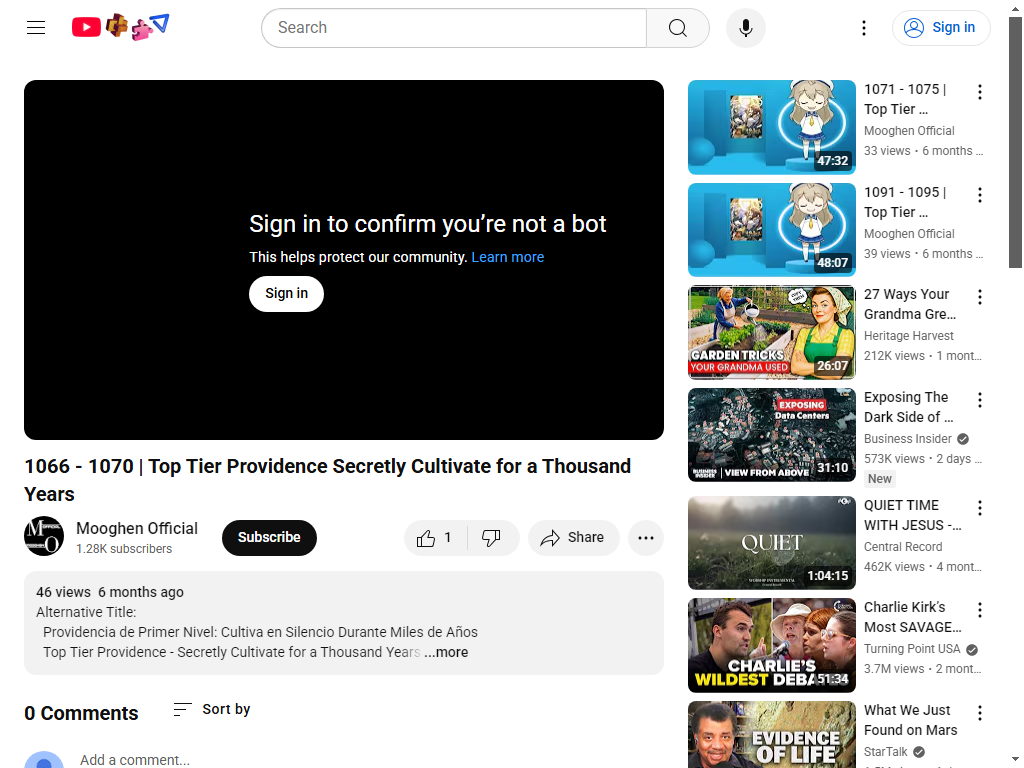 Search
Sign in
Sign in to confirm you’re not a bot
This helps protect our community. Learn more
Sign in
1066 - 1070 | Top Tier Providence Secretly Cultivate for a Thousand
Years
Mooghen Official
1.28K subscribers
Subscribe
1
Share
46 views 6 months ago
Alternative Title:
Providencia de Primer Nivel: Cultiva en Silencio Durante Miles de Años
Top Tier Providence - Secretly Cultivate for a Thousand Years ...more
0 Comments
Sort by
Add a comment...
47:32
1071 - 1075 |
Top Tier ...
Mooghen Official
33 views • 6 months ...
48:07
1091 - 1095 |
Top Tier ...
Mooghen Official
39 views • 6 months ...
GARDEN TRICKS
YOUR GRANDMA USED
26:07
27 Ways Your
Grandma Gre...
Heritage Harvest
212K views • 1 mont...
EXPOSING
Data Centers
BUSINESS
INSIDER
VIEW FROM ABOVE
31:10
Exposing The
Dark Side of ...
Business Insider
573K views • 2 days ...
New
QUIET
WORSHIP INSTRUMENTAL
1:04:15
QUIET TIME
WITH JESUS -...
Central Record
462K views • 4 mont...
CHARLIE'S
WILDEST DEBATES
51:34
Charlie Kirk's
Most SAVAGE...
Turning Point USA
3.7M views • 2 mont...
EVIDENCE
OF LIFE
What We Just
Found on Mars
StarTalk